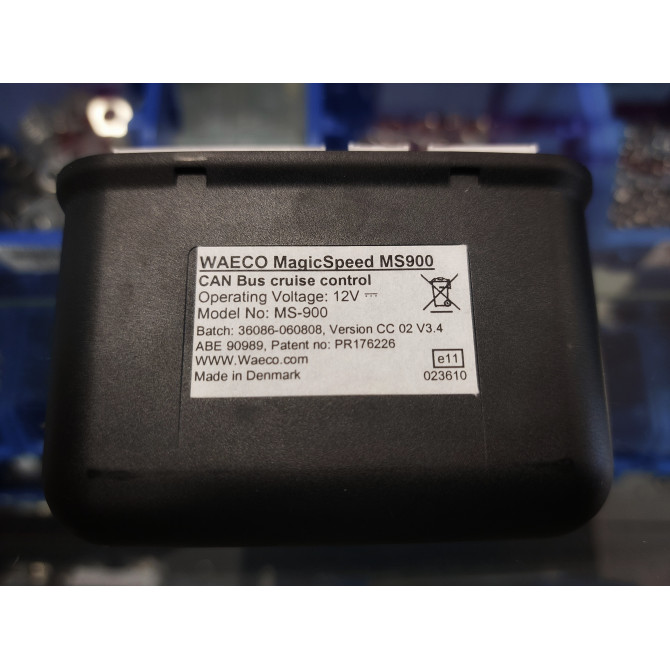 WAECO MagicSpeed MS900
CAN Bus cruise control
Operating Voltage: 12V ⎓
Model No: MS-900
Batch: 36086-060808, Version CC 02 V3.4
ABE 90989, Patent no: PR176226
WWW.Waeco.com
Made in Denmark
e11
023610